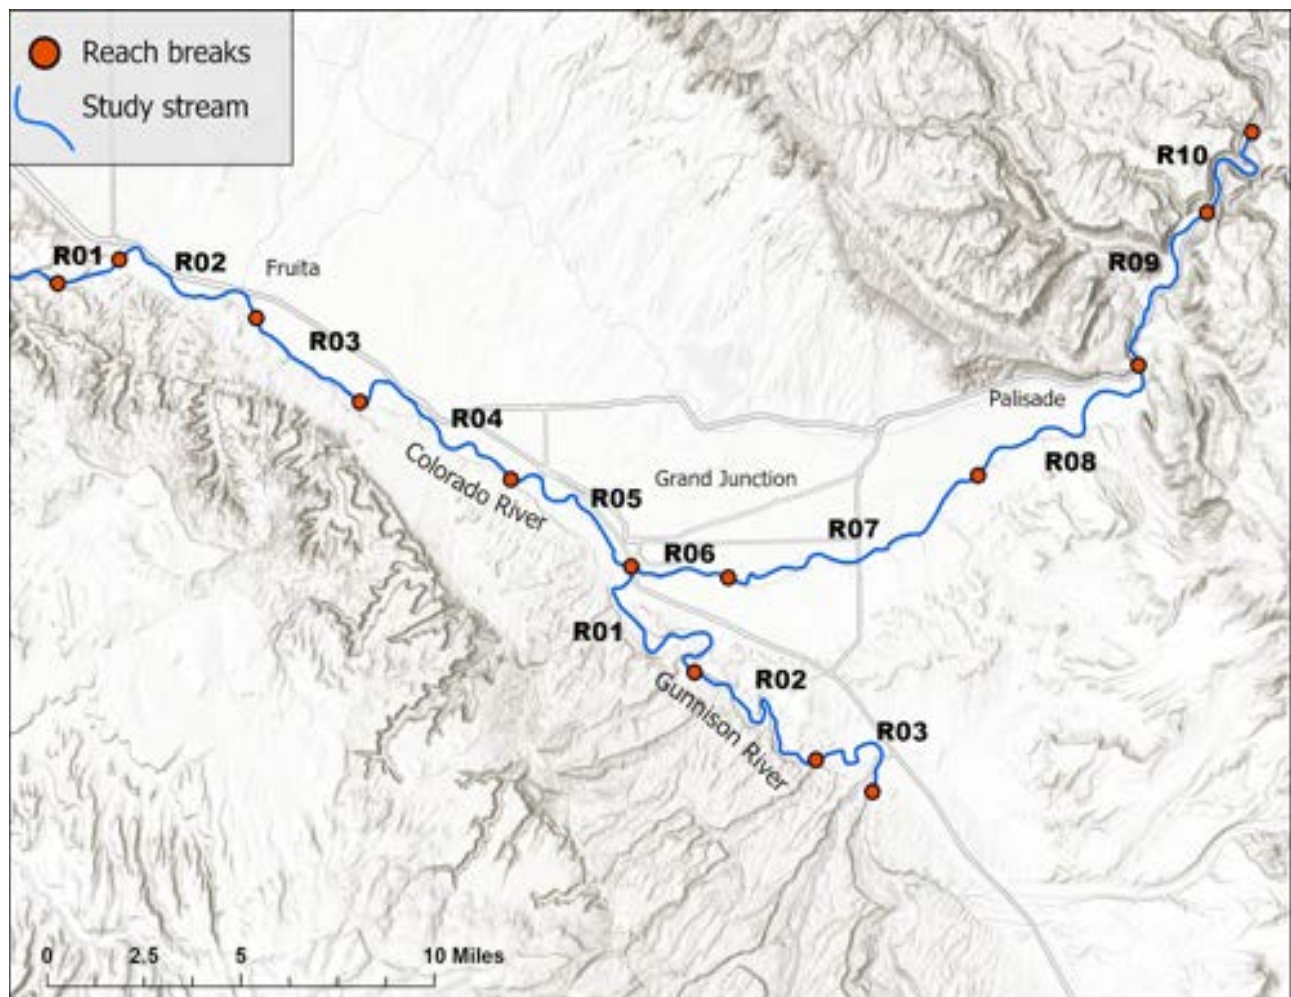 Reach breaks
Study stream
R10
R01
R02
Fruita
R09
R03
Palisade
R04
Colorado River
R08
Grand Junction
R05
R07
R06
R01
R02
Gunnison River
R03
0 2.5 5 10 Miles